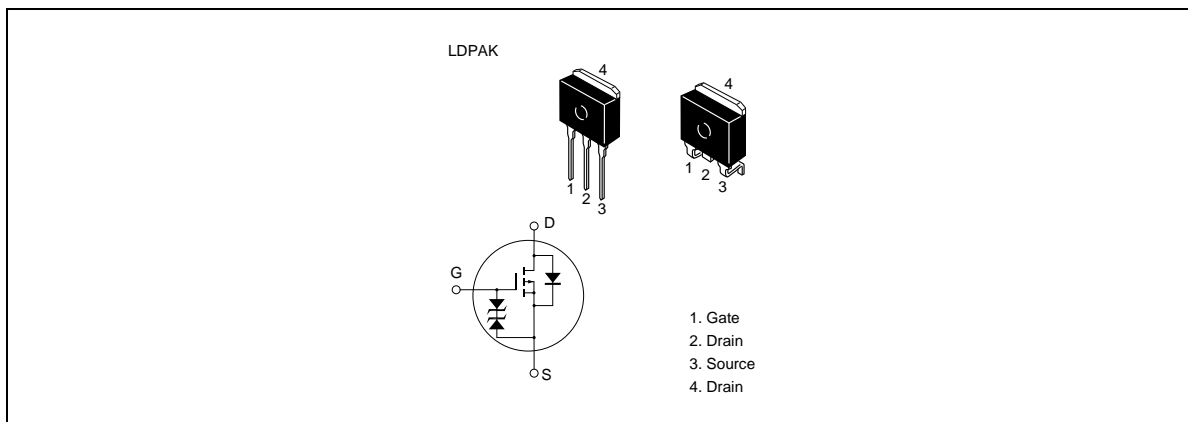 LDPAK
4
4
1
2
3
1
2
3
D
G
S
1. Gate
2. Drain
3. Source
4. Drain